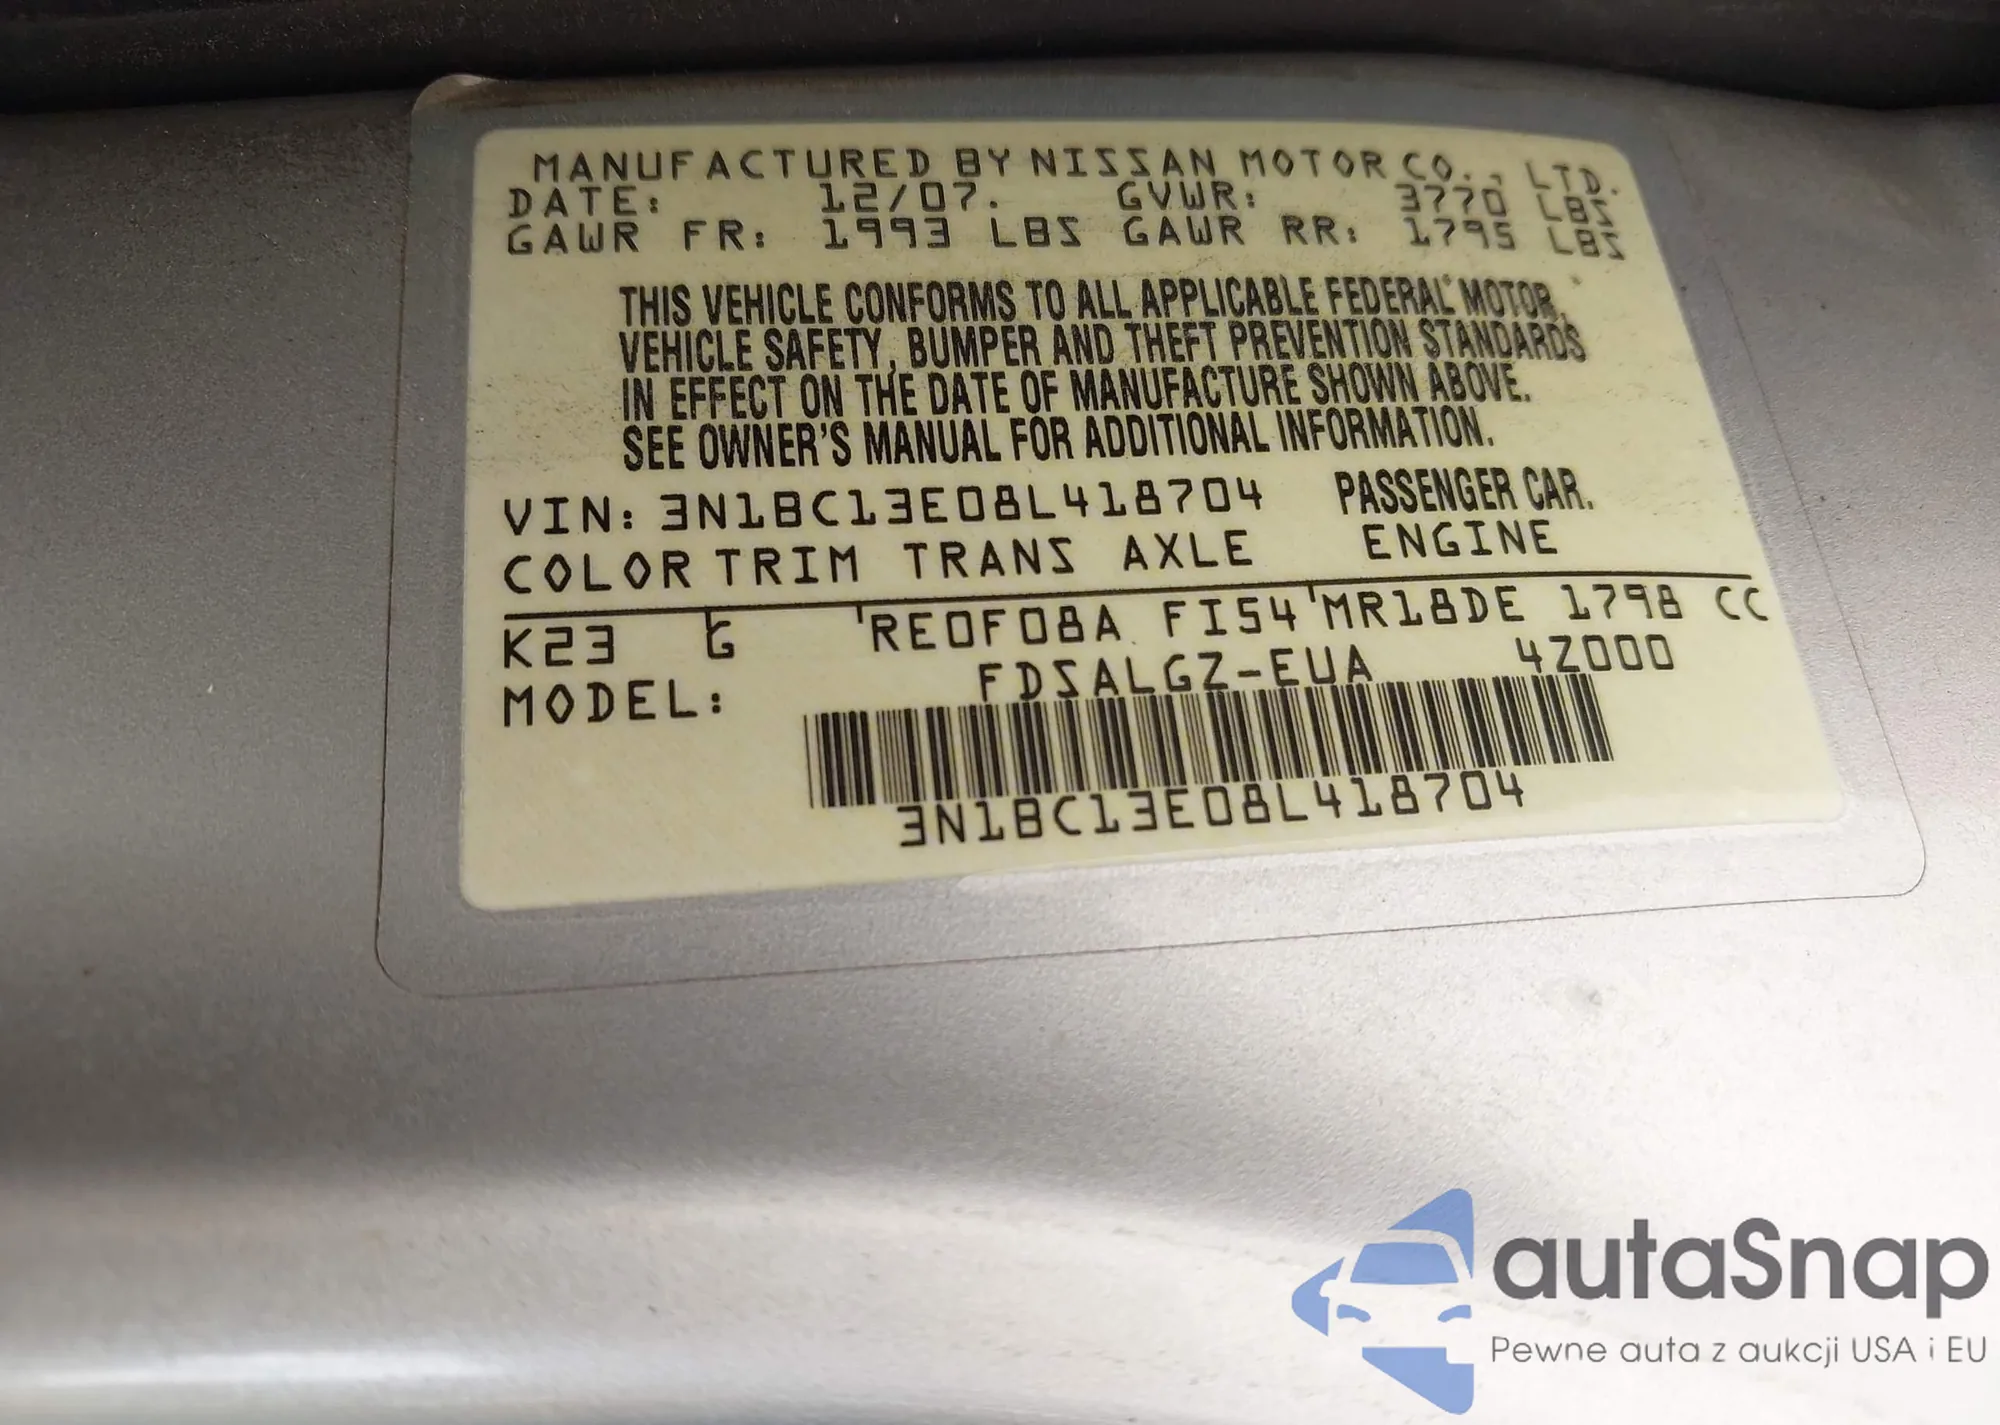 MANUFACTURED BY NISSAN MOTOR CO., LTD.
DATE: 12/07. GVWR: 3770 LBS
GAWR FR: 1993 LBS GAWR RR: 1795 LBS
THIS VEHICLE CONFORMS TO ALL APPLICABLE FEDERAL MOTOR
VEHICLE SAFETY, BUMPER AND THEFT PREVENTION STANDARDS
IN EFFECT ON THE DATE OF MANUFACTURE SHOWN ABOVE.
SEE OWNER'S MANUAL FOR ADDITIONAL INFORMATION.
VIN: 3N1BC13E08L418704 PASSENGER CAR.
COLOR TRIM TRANS AXLE ENGINE
K23 G RE0F08A FI54 MR18DE 1798 CC
MODEL: FDSALGZ-EUA 4Z000
3N1BC13E08L418704
autaSnap
Pewne auta z aukcji USA i EU